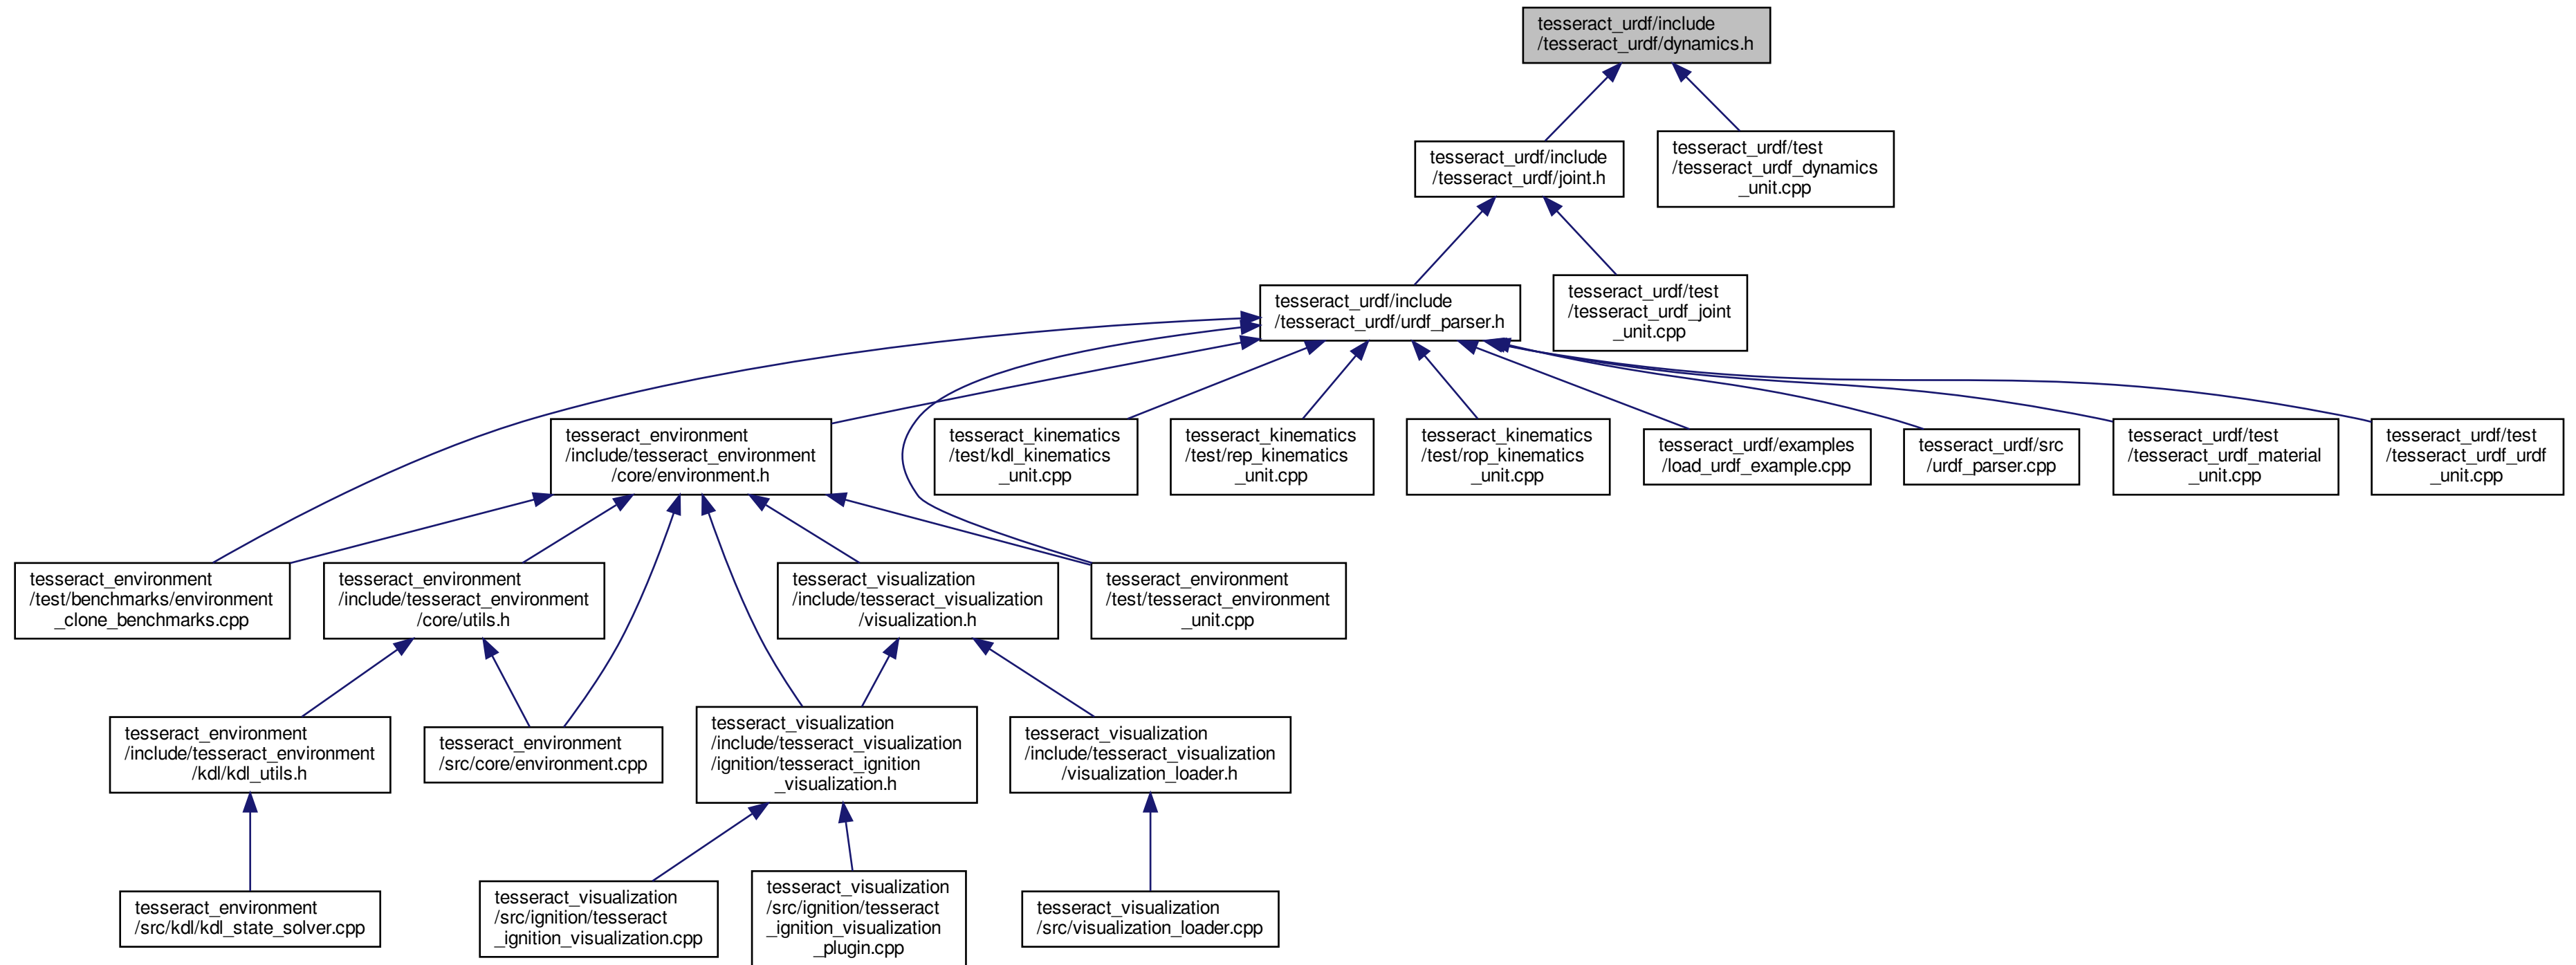 tesseract_urdf/include
/tesseract_urdf/dynamics.h
tesseract_urdf/include
/tesseract_urdf/joint.h
tesseract_urdf/test
/tesseract_urdf_dynamics
_unit.cpp
tesseract_urdf/include
/tesseract_urdf/urdf_parser.h
tesseract_urdf/test
/tesseract_urdf_joint
_unit.cpp
tesseract_environment
/include/tesseract_environment
/core/environment.h
tesseract_kinematics
/test/kdl_kinematics
_unit.cpp
tesseract_kinematics
/test/rep_kinematics
_unit.cpp
tesseract_kinematics
/test/rop_kinematics
_unit.cpp
tesseract_urdf/examples
/load_urdf_example.cpp
tesseract_urdf/src
/urdf_parser.cpp
tesseract_urdf/test
/tesseract_urdf_material
_unit.cpp
tesseract_urdf/test
/tesseract_urdf_urdf
_unit.cpp
tesseract_environment
/test/benchmarks/environment
_clone_benchmarks.cpp
tesseract_environment
/include/tesseract_environment
/core/utils.h
tesseract_visualization
/include/tesseract_visualization
/visualization.h
tesseract_environment
/test/tesseract_environment
_unit.cpp
tesseract_environment
/include/tesseract_environment
/kdl/kdl_utils.h
tesseract_environment
/src/core/environment.cpp
tesseract_visualization
/include/tesseract_visualization
/ignition/tesseract_ignition
_visualization.h
tesseract_visualization
/include/tesseract_visualization
/visualization_loader.h
tesseract_environment
/src/kdl/kdl_state_solver.cpp
tesseract_visualization
/src/ignition/tesseract
_ignition_visualization.cpp
tesseract_visualization
/src/ignition/tesseract
_ignition_visualization
_plugin.cpp
tesseract_visualization
/src/visualization_loader.cpp